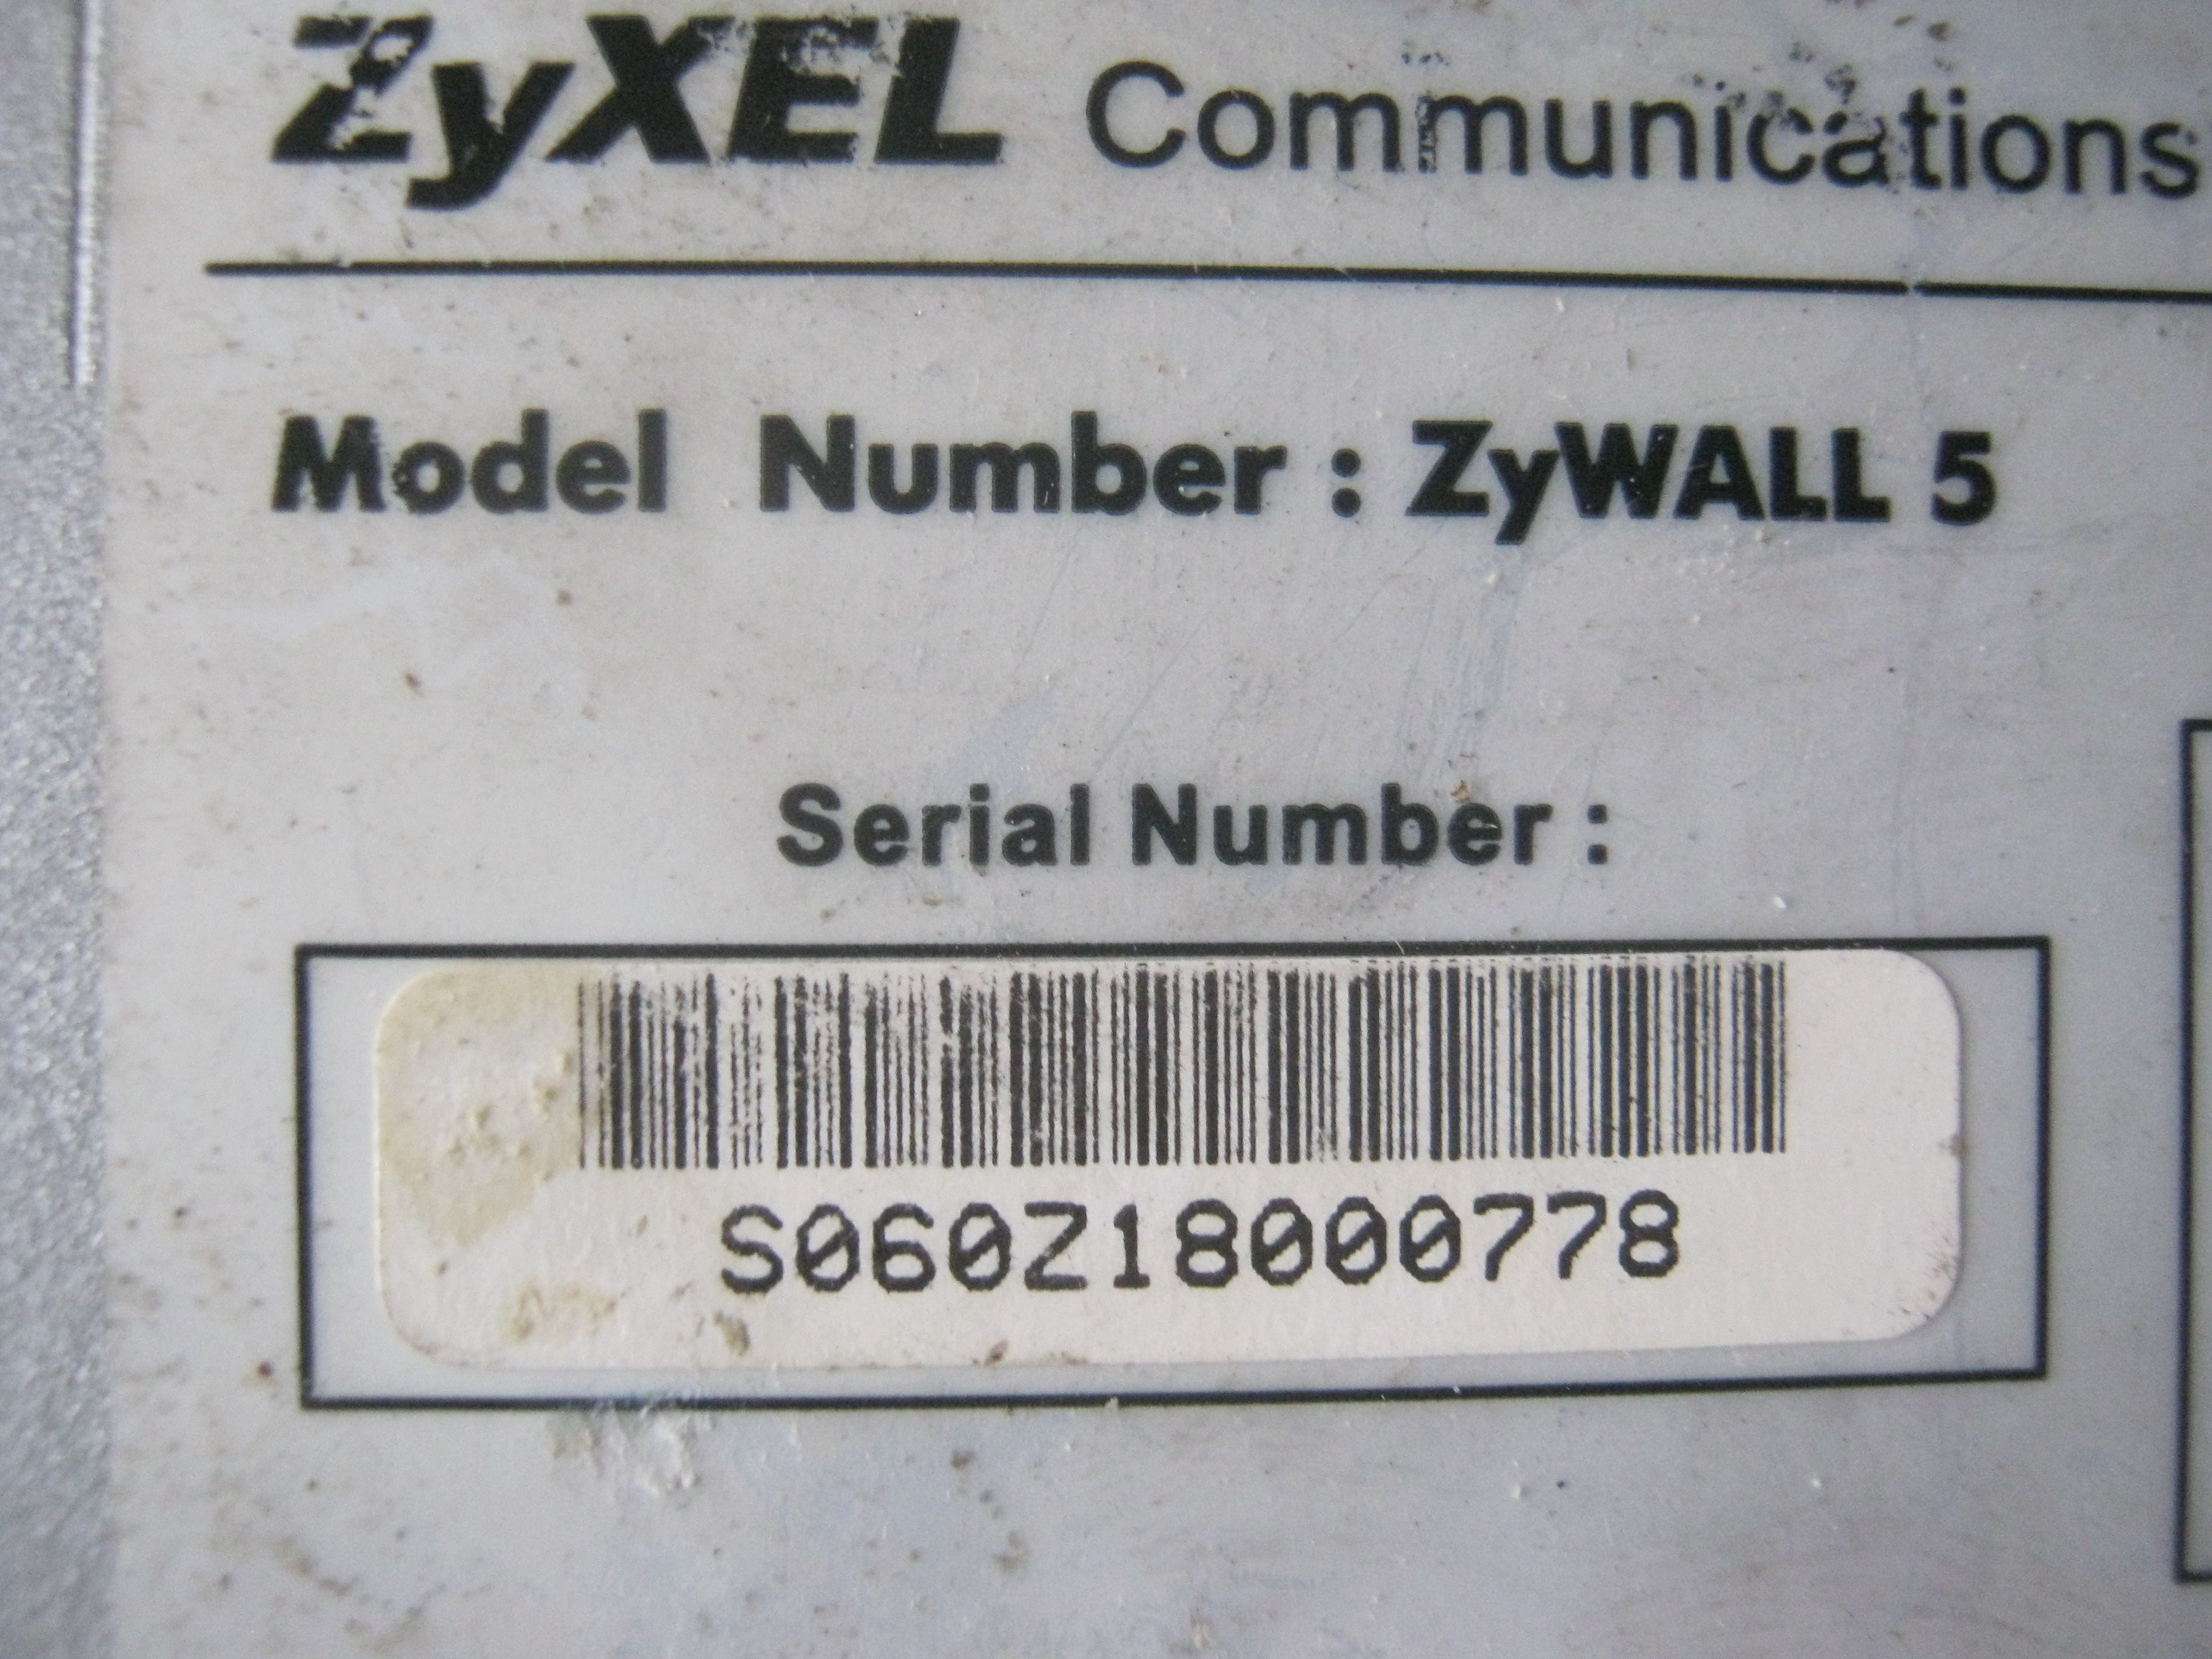 ZyXEL Communications
Model Number : ZyWALL 5
Serial Number :
S060Z18000778